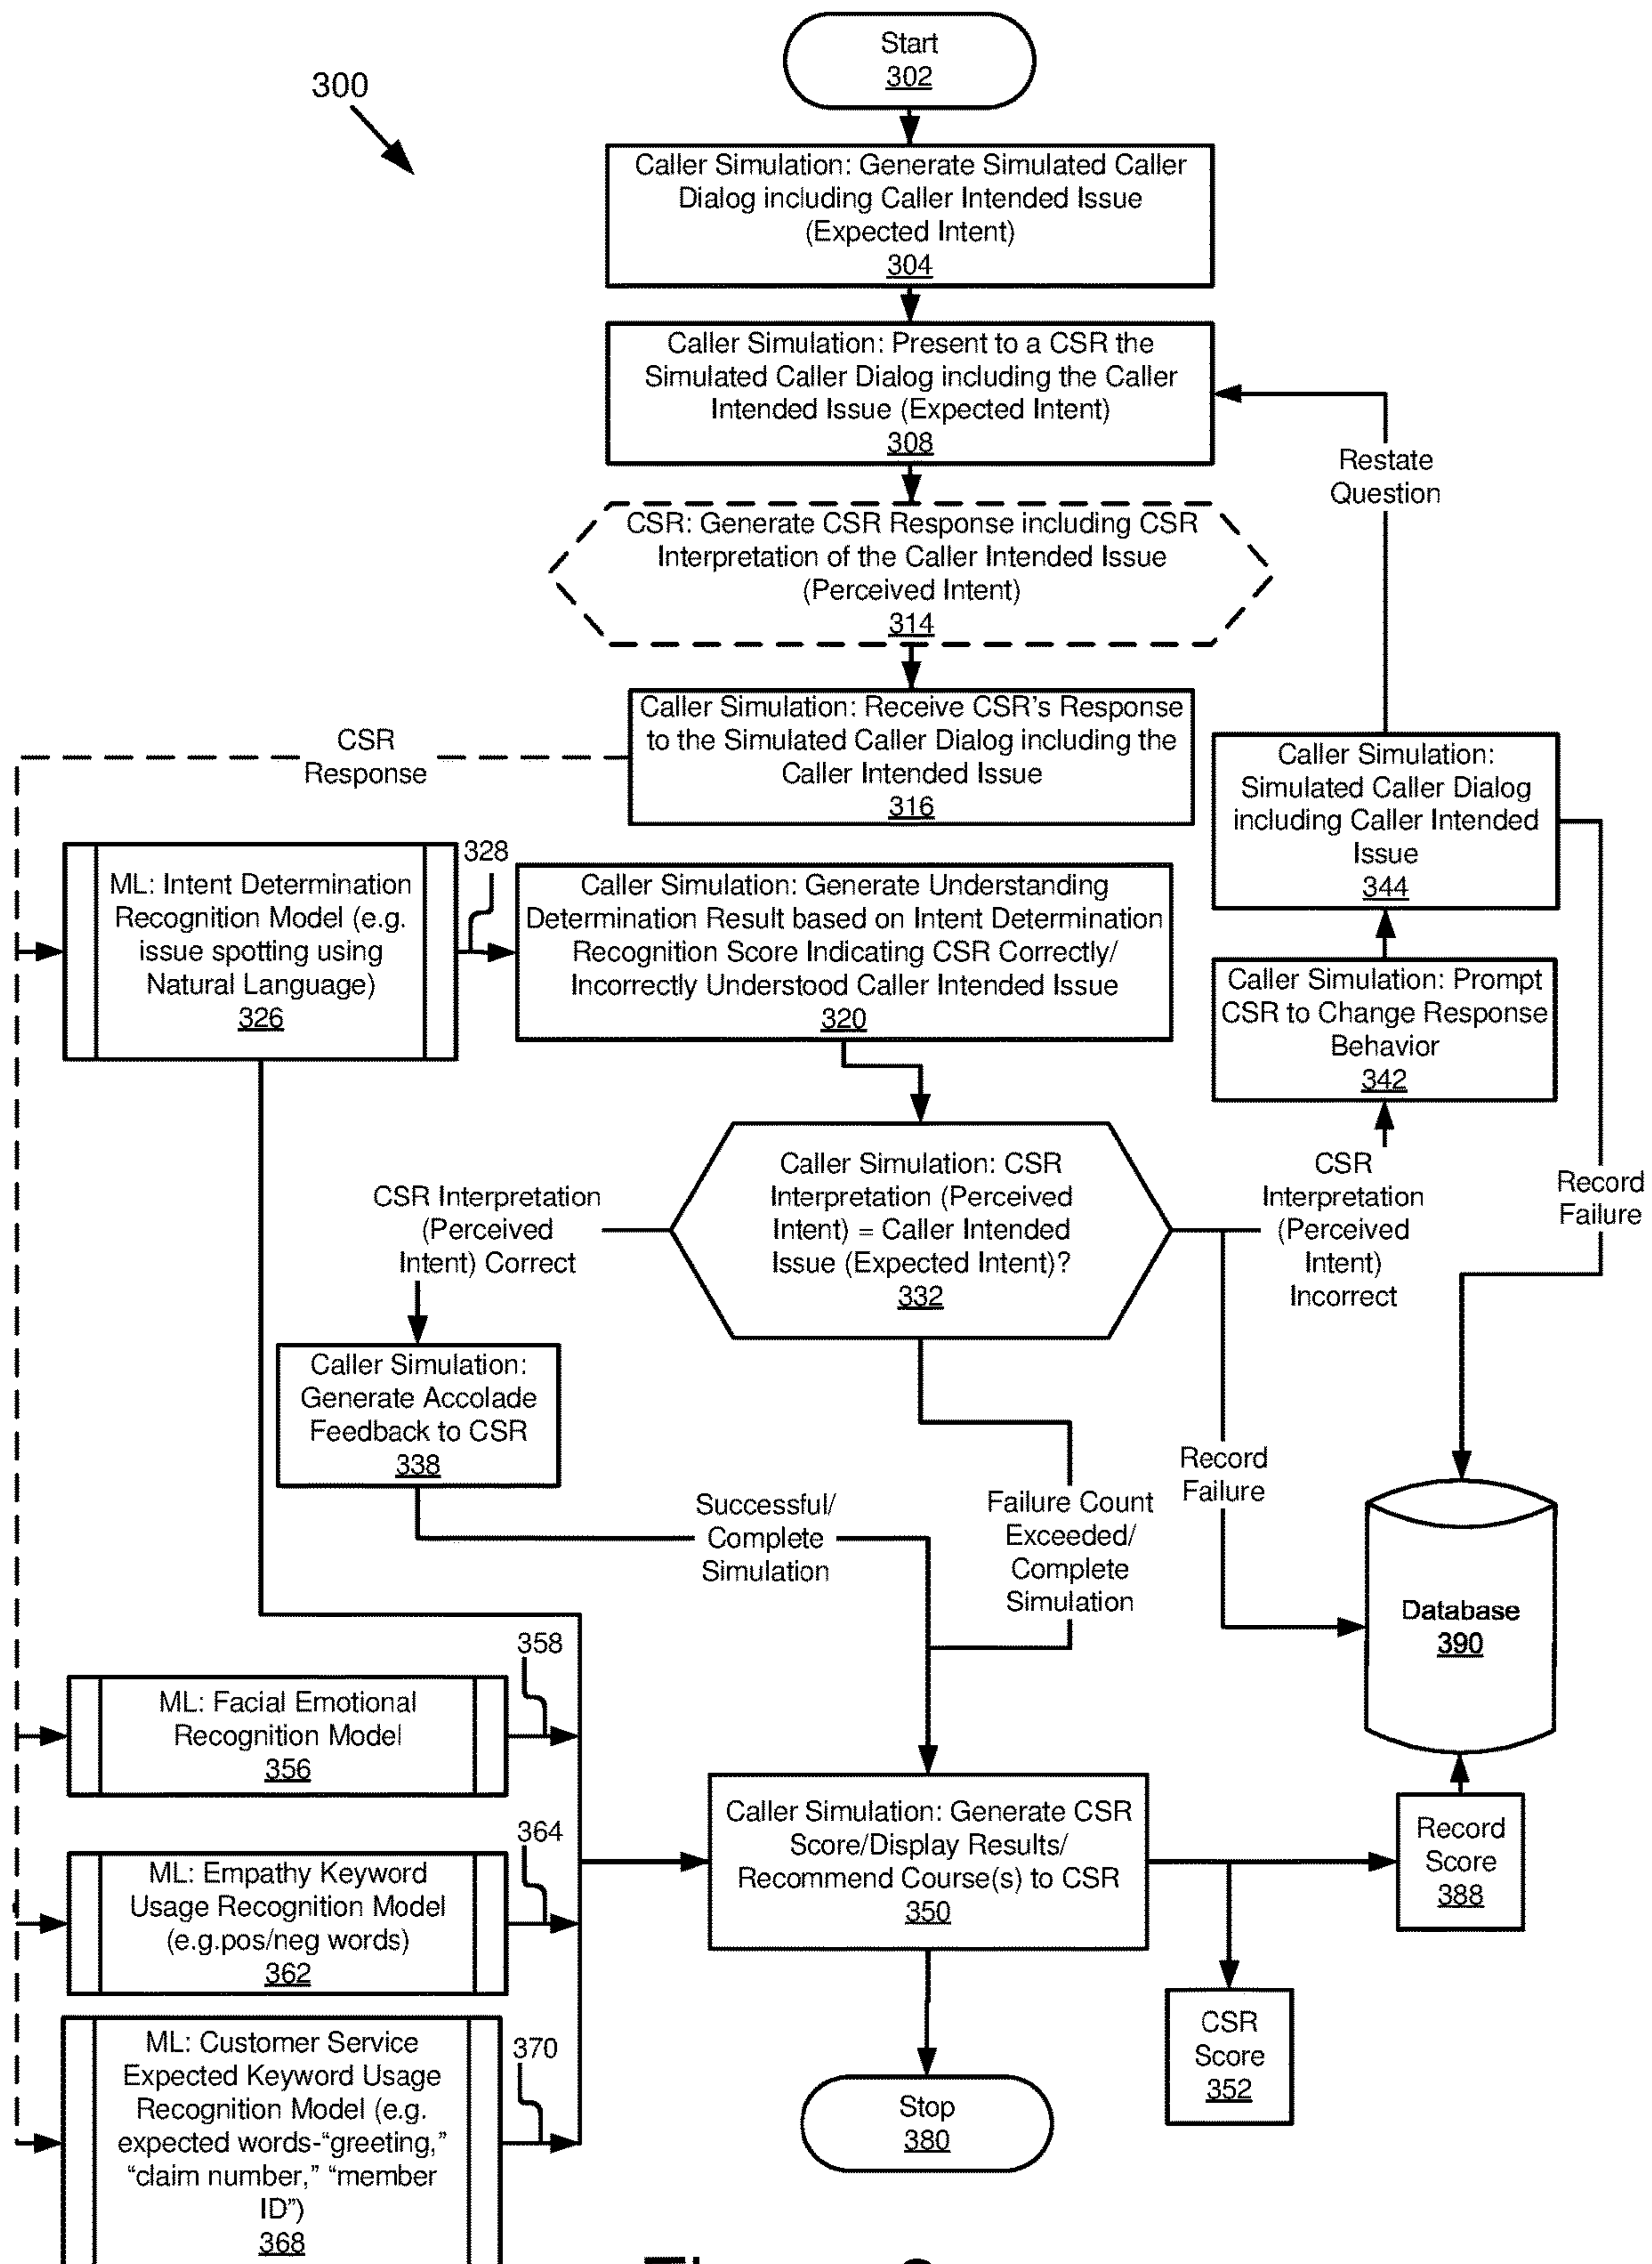 Start
302
300
Caller Simulation: Generate Simulated Caller
Dialog including Caller Intended Issue
(Expected Intent)
304
Caller Simulation: Present to a CSR the
Simulated Caller Dialog including the Caller
Intended Issue (Expected Intent)
308
Restate
Question
CSR: Generate CSR Response including CSR
Interpretation of the Caller Intended Issue
(Perceived Intent)
314
Caller Simulation: Receive CSR's Response
to the Simulated Caller Dialog including the
Caller Intended Issue
316
CSR
Response
Caller Simulation:
Simulated Caller Dialog
including Caller Intended
Issue
344
ML: Intent Determination
Recognition Model (e.g.
issue spotting using
Natural Language)
326
328
Caller Simulation: Generate Understanding
Determination Result based on Intent Determination
Recognition Score Indicating CSR Correctly/
Incorrectly Understood Caller Intended Issue
320
Caller Simulation: Prompt
CSR to Change Response
Behavior
342
CSR Interpretation
(Perceived
Intent) Correct
Caller Simulation: CSR
Interpretation (Perceived
Intent) = Caller Intended
Issue (Expected Intent)?
332
CSR
Interpretation
(Perceived
Intent)
Incorrect
Record
Failure
Caller Simulation:
Generate Accolade
Feedback to CSR
338
Successful/
Complete
Simulation
Failure Count
Exceeded/
Complete
Simulation
Record
Failure
Database
390
358
ML: Facial Emotional
Recognition Model
356
364
ML: Empathy Keyword
Usage Recognition Model
(e.g.pos/neg words)
362
Caller Simulation: Generate CSR
Score/Display Results/
Recommend Course(s) to CSR
350
Record
Score
388
370
ML: Customer Service
Expected Keyword Usage
Recognition Model (e.g.
expected words-“greeting,”
“claim number,” “member
ID”)
368
CSR
Score
352
Stop
380